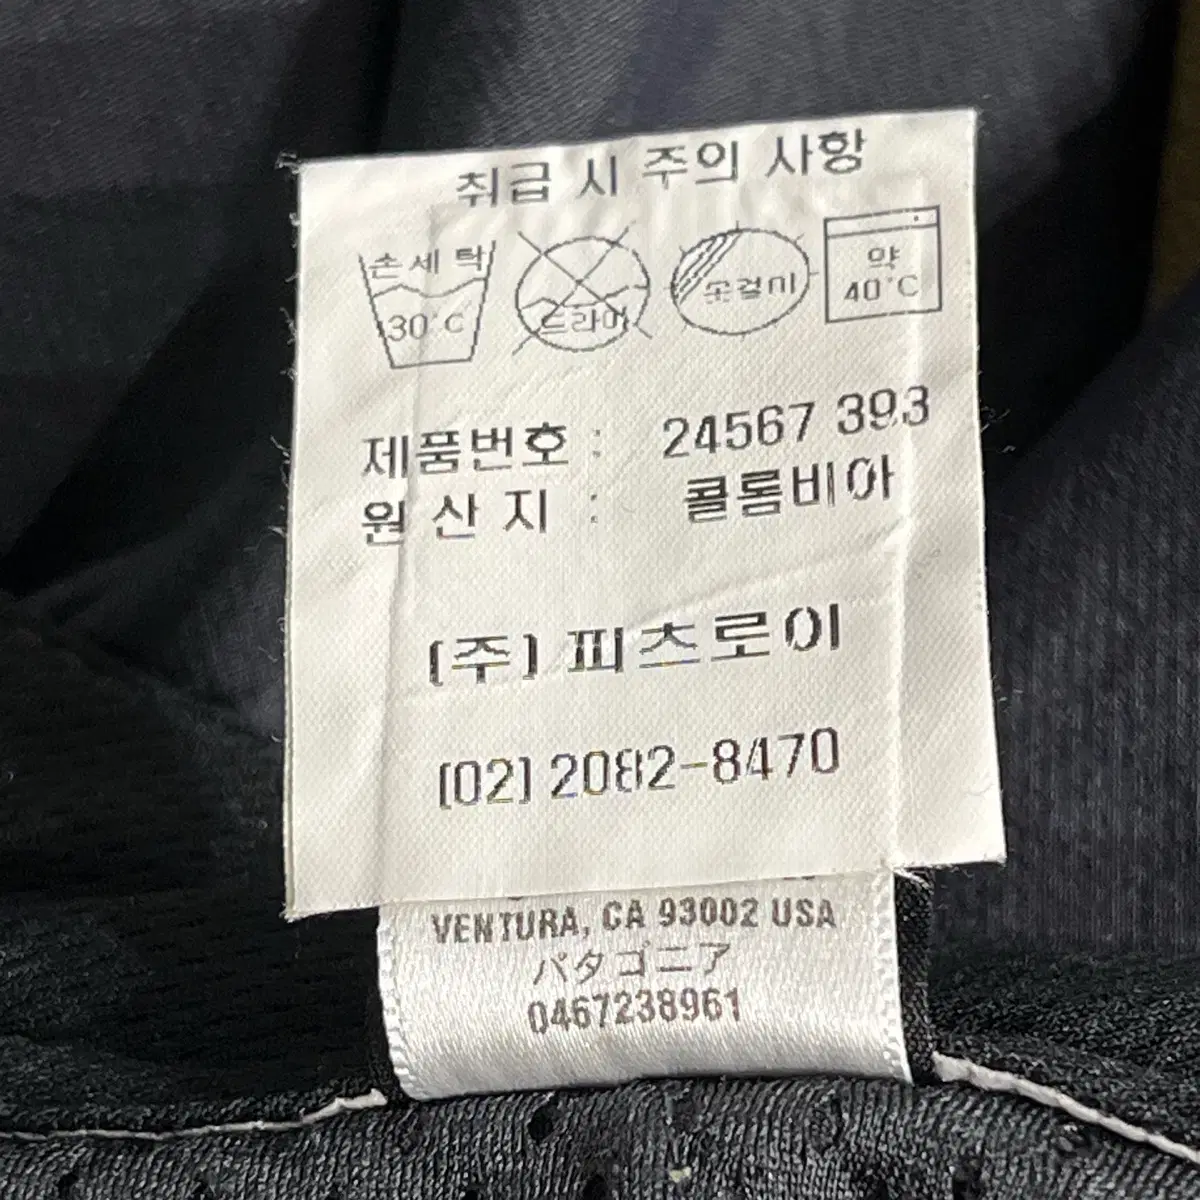 취급 시 주의 사항
손세탁 드라이 옷걸이 약
30°C 40°C
제품번호 : 24567 393
원 산 지 : 콜롬비아
(주) 피츠로이
(02) 2082-8470
VENTURA, CA 93002 USA
パタゴニア
0467238961